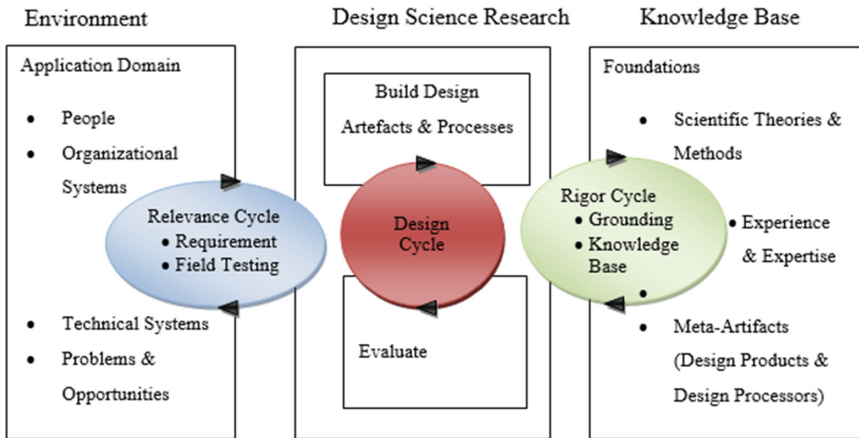 Environment
Design Science Research
Knowledge Base
Application Domain
• People
• Organizational
Systems
Relevance Cycle
• Requirement
• Field Testing
• Technical Systems
• Problems &
Opportunities
Build Design
Artefacts & Processes
Design
Cycle
Evaluate
Foundations
• Scientific Theories &
Methods
Rigor Cycle
• Grounding
• Knowledge
Base
• Experience
& Expertise
•
• Meta-Artifacts
(Design Products &
Design Processors)